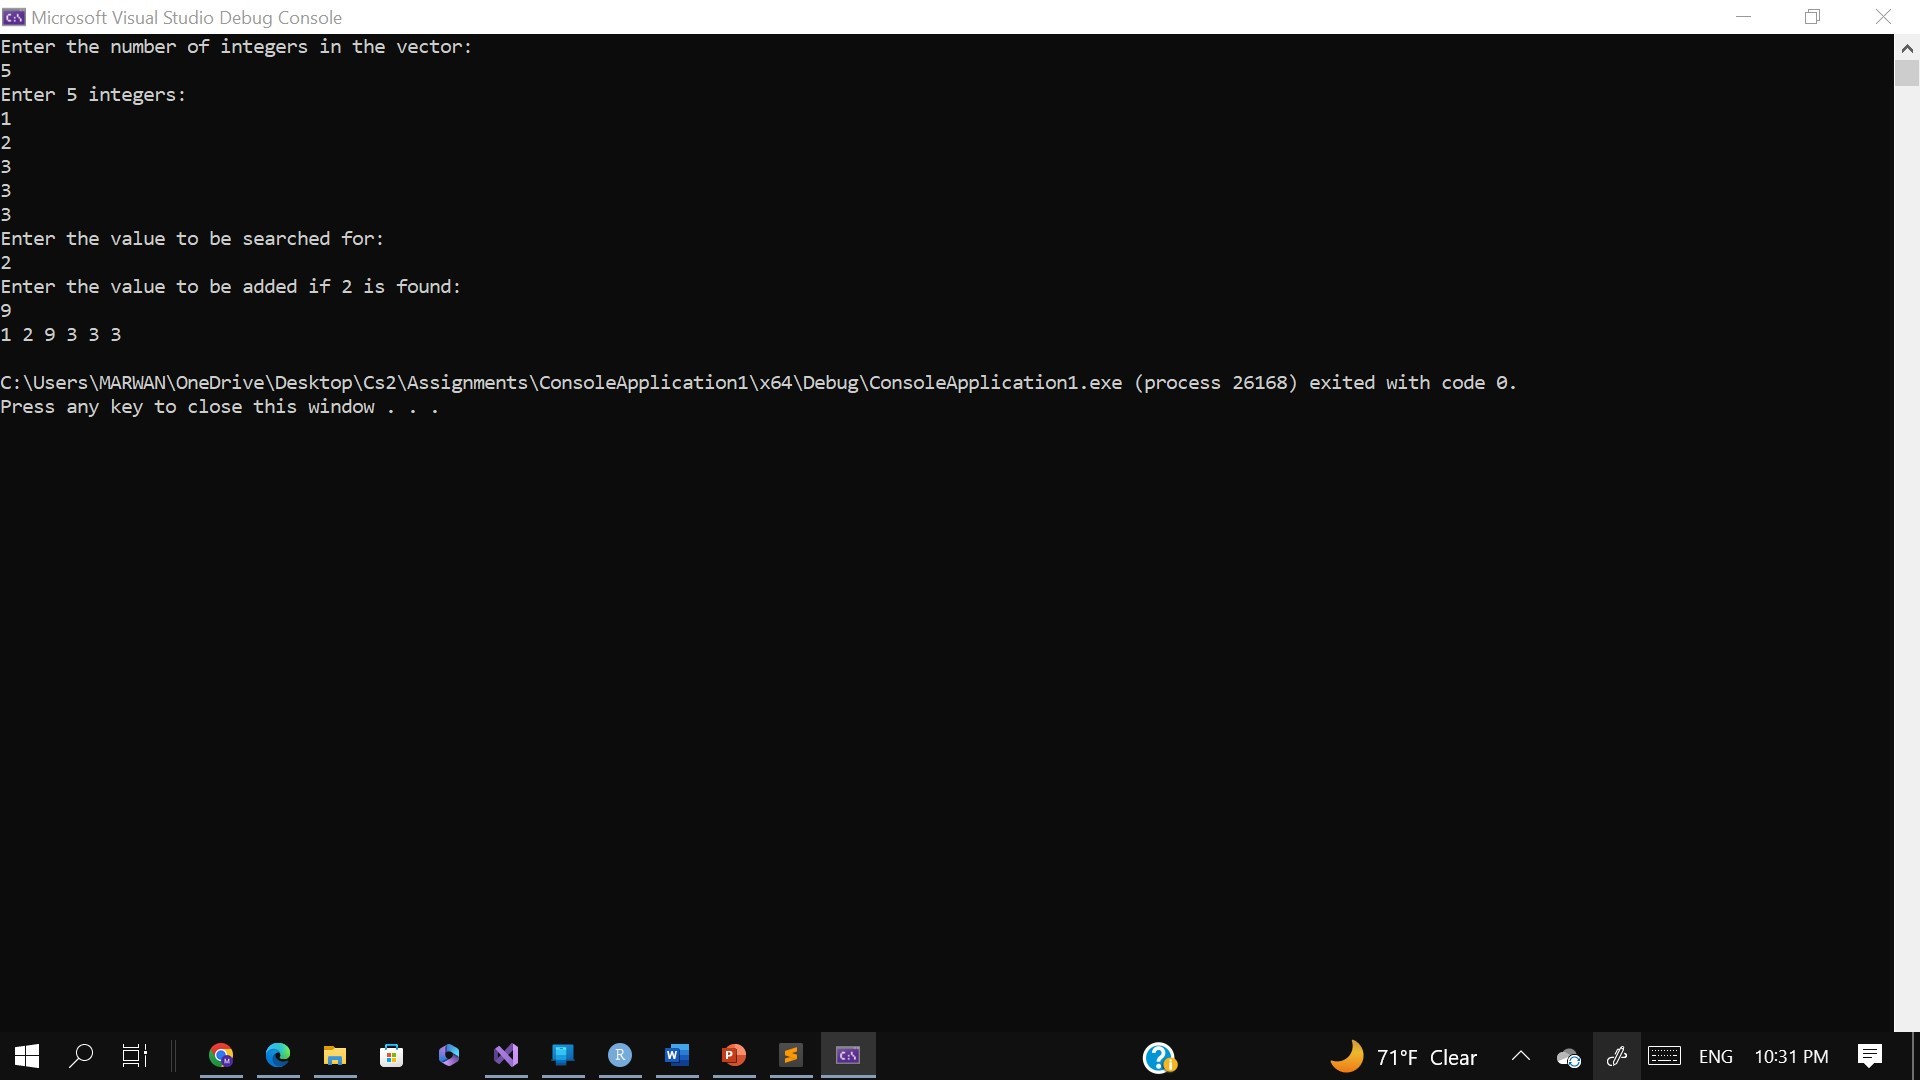 Microsoft Visual Studio Debug Console
Enter the number of integers in the vector:
5
Enter 5 integers:
1
2
3
3
3
Enter the value to be searched for:
2
Enter the value to be added if 2 is found:
9
1 2 9 3 3 3
C:\Users\MARWAN\OneDrive\Desktop\Cs2\Assignments\ConsoleApplication1\x64\Debug\ConsoleApplication1.exe (process 26168) exited with code 0.
Press any key to close this window . . .
71°F Clear ENG 10:31 PM